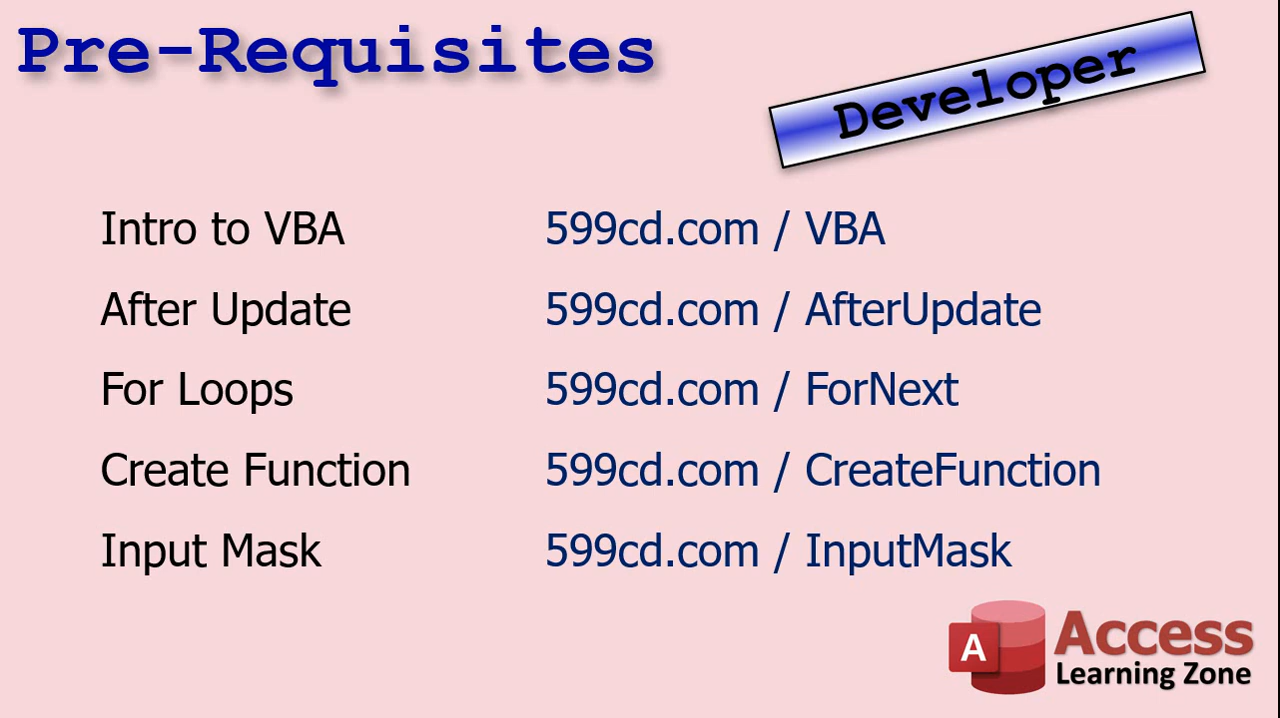 Pre-Requisites
Developer
Intro to VBA 599cd.com / VBA
After Update 599cd.com / AfterUpdate
For Loops 599cd.com / ForNext
Create Function 599cd.com / CreateFunction
Input Mask 599cd.com / InputMask
A
Access
Learning Zone